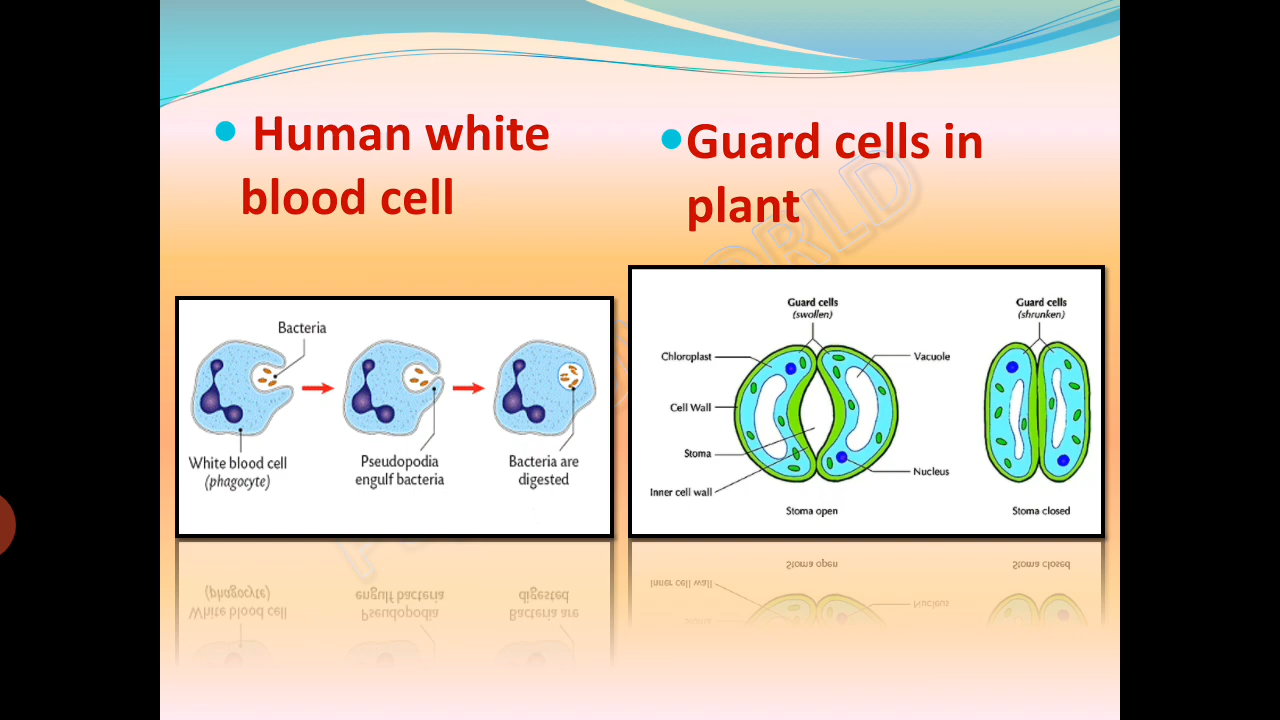 • Human white
blood cell
• Guard cells in
plant
Bacteria
White blood cell
(phagocyte)
Pseudopodia
engulf bacteria
Bacteria are
digested
Guard cells
(swollen)
Guard cells
(shrunken)
Chloroplast
Vacuole
Cell Wall
Stoma
Nucleus
Inner cell wall
Stoma open
Stoma closed